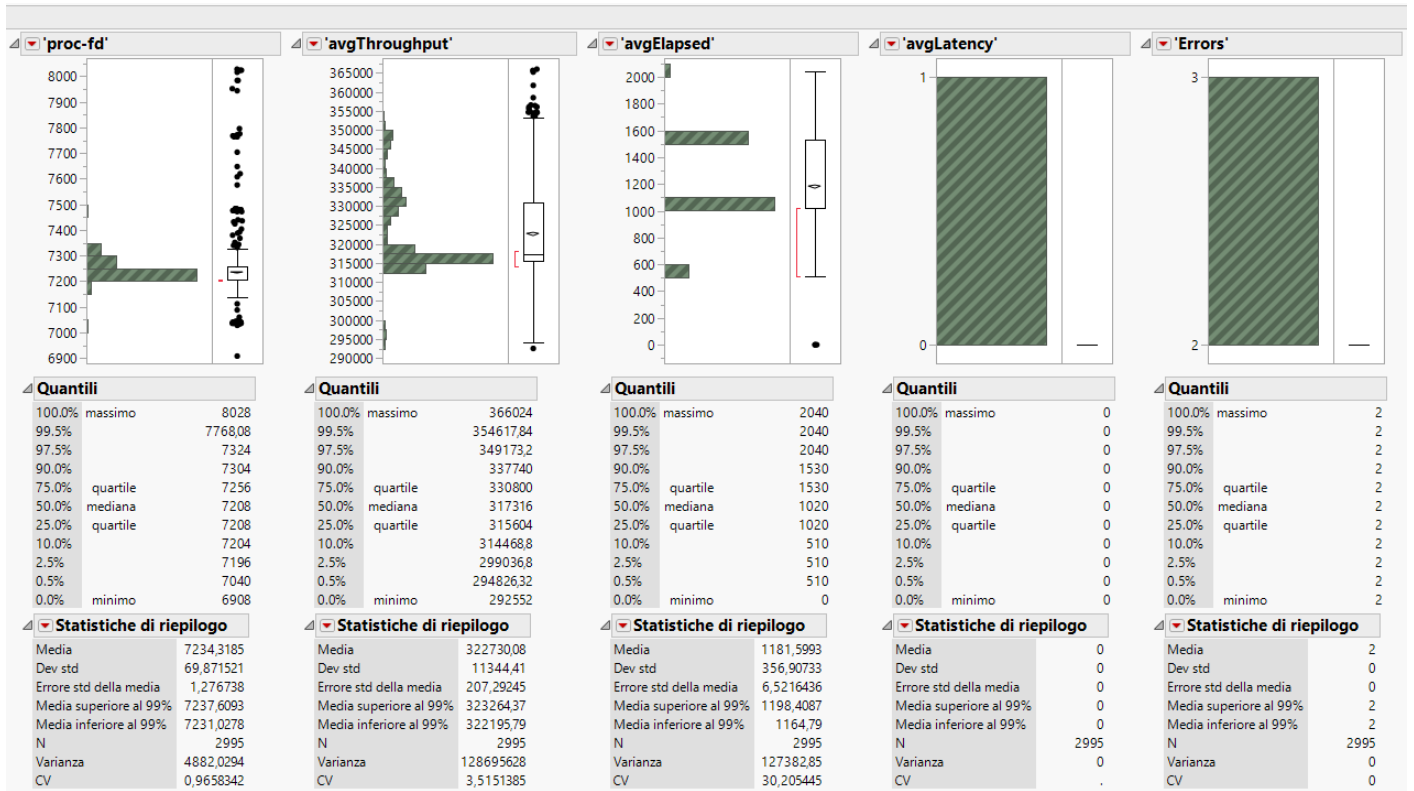 'proc-fd'
8000
7900
7800
7700
7600
7500
7400
7300
7200
7100
7000
6900
Quantili
100.0% massimo 8028
99.5% 7768,08
97.5% 7324
90.0% 7304
75.0% quartile 7256
50.0% mediana 7208
25.0% quartile 7208
10.0% 7204
2.5% 7196
0.5% 7040
0.0% minimo 6908
Statistiche di riepilogo
Media 7234,3185
Dev std 69,871521
Errore std della media 1,276738
Media superiore al 99% 7237,6093
Media inferiore al 99% 7231,0278
N 2995
Varianza 4882,0294
CV 0,9658342
'avgThroughput'
365000
360000
355000
350000
345000
340000
335000
330000
325000
320000
315000
310000
305000
300000
295000
290000
Quantili
100.0% massimo 366024
99.5% 354617,84
97.5% 349173,2
90.0% 337740
75.0% quartile 330800
50.0% mediana 317316
25.0% quartile 315604
10.0% 314468,8
2.5% 299036,8
0.5% 294826,32
0.0% minimo 292552
Statistiche di riepilogo
Media 322730,08
Dev std 11344,41
Errore std della media 207,29245
Media superiore al 99% 323264,37
Media inferiore al 99% 322195,79
N 2995
Varianza 128695628
CV 3,5151385
'avgElapsed'
2000
1800
1600
1400
1200
1000
800
600
400
200
0
Quantili
100.0% massimo 2040
99.5% 2040
97.5% 2040
90.0% 1530
75.0% quartile 1530
50.0% mediana 1020
25.0% quartile 1020
10.0% 510
2.5% 510
0.5% 510
0.0% minimo 0
Statistiche di riepilogo
Media 1181,5993
Dev std 356,90733
Errore std della media 6,5216436
Media superiore al 99% 1198,4087
Media inferiore al 99% 1164,79
N 2995
Varianza 127382,85
CV 30,205445
'avgLatency'
1
0
Quantili
100.0% massimo 0
99.5% 0
97.5% 0
90.0% 0
75.0% quartile 0
50.0% mediana 0
25.0% quartile 0
10.0% 0
2.5% 0
0.5% 0
0.0% minimo 0
Statistiche di riepilogo
Media 0
Dev std 0
Errore std della media 0
Media superiore al 99% 0
Media inferiore al 99% 0
N 2995
Varianza 0
CV .
'Errors'
3
2
Quantili
100.0% massimo 2
99.5% 2
97.5% 2
90.0% 2
75.0% quartile 2
50.0% mediana 2
25.0% quartile 2
10.0% 2
2.5% 2
0.5% 2
0.0% minimo 2
Statistiche di riepilogo
Media 2
Dev std 0
Errore std della media 0
Media superiore al 99% 2
Media inferiore al 99% 2
N 2995
Varianza 0
CV 0